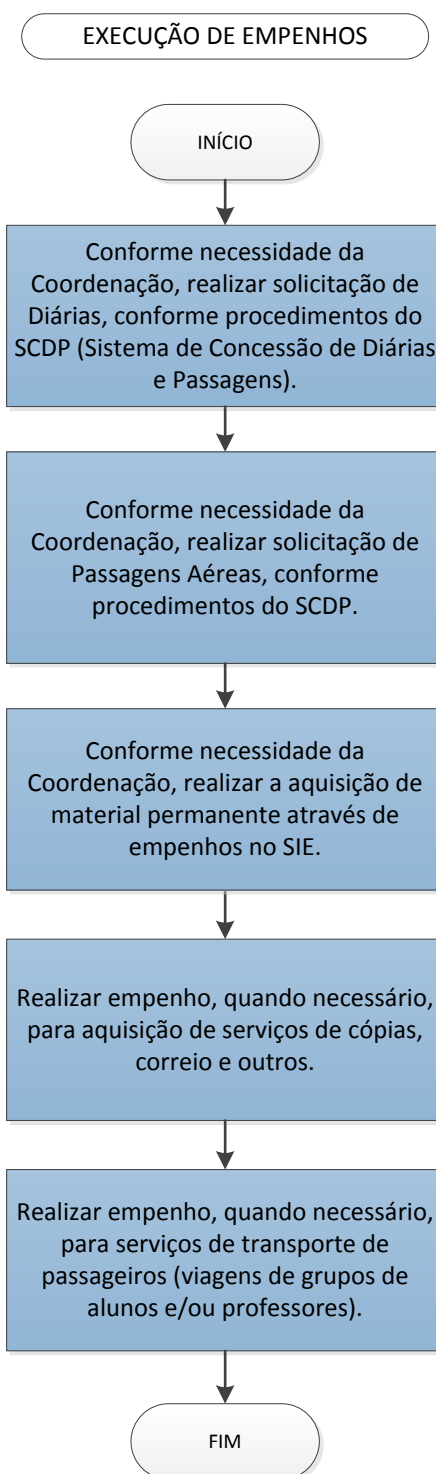 EXECUÇÃO DE EMPENHOS
INÍCIO
Conforme necessidade da
Coordenação, realizar solicitação de
Diárias, conforme procedimentos do
SCDP (Sistema de Concessão de Diárias
e Passagens).
Conforme necessidade da
Coordenação, realizar solicitação de
Passagens Aéreas, conforme
procedimentos do SCDP.
Conforme necessidade da
Coordenação, realizar a aquisição de
material permanente através de
empenhos no SIE.
Realizar empenho, quando necessário,
para aquisição de serviços de cópias,
correio e outros.
Realizar empenho, quando necessário,
para serviços de transporte de
passageiros (viagens de grupos de
alunos e/ou professores).
FIM